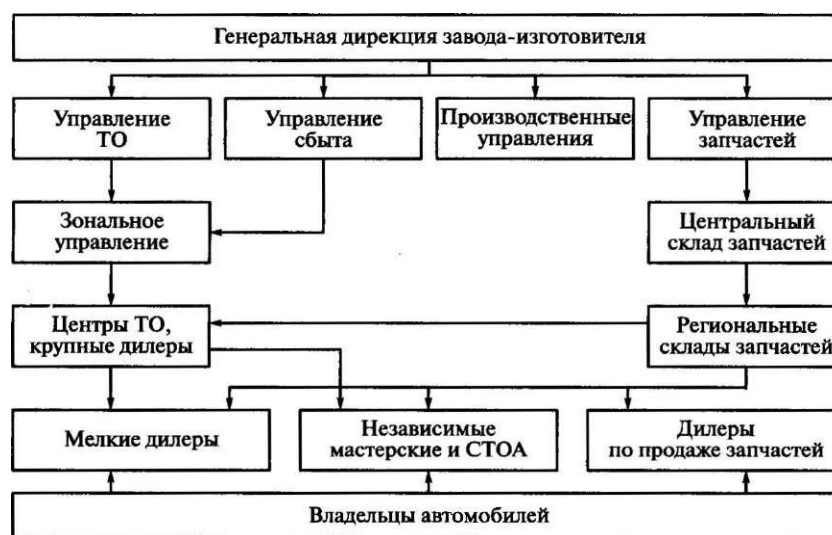 Генеральная дирекция завода-изготовителя
Управление
ТО
Управление
сбыта
Производственные
управления
Управление
запчастей
Зональное
управление
Центральный
склад запчастей
Центры ТО,
крупные дилеры
Региональные
склады запчастей
Мелкие дилеры
Независимые
мастерские и СТОА
Дилеры
по продаже запчастей
Владельцы автомобилей